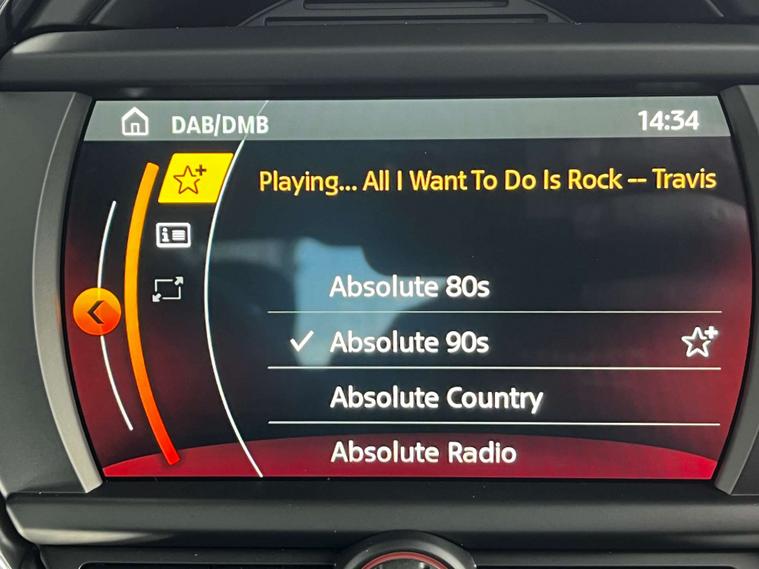 DAB/DMB
14:34
Playing... All I Want To Do Is Rock -- Travis
Absolute 80s
Absolute 90s
Absolute Country
Absolute Radio